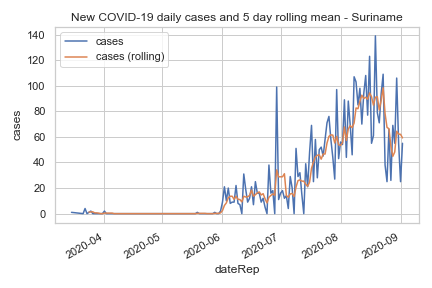 New COVID-19 daily cases and 5 day rolling mean - Suriname
cases
cases (rolling)
140
120
100
80
60
40
20
0
cases
2020-04
2020-05
2020-06
2020-07
2020-08
2020-09
dateRep